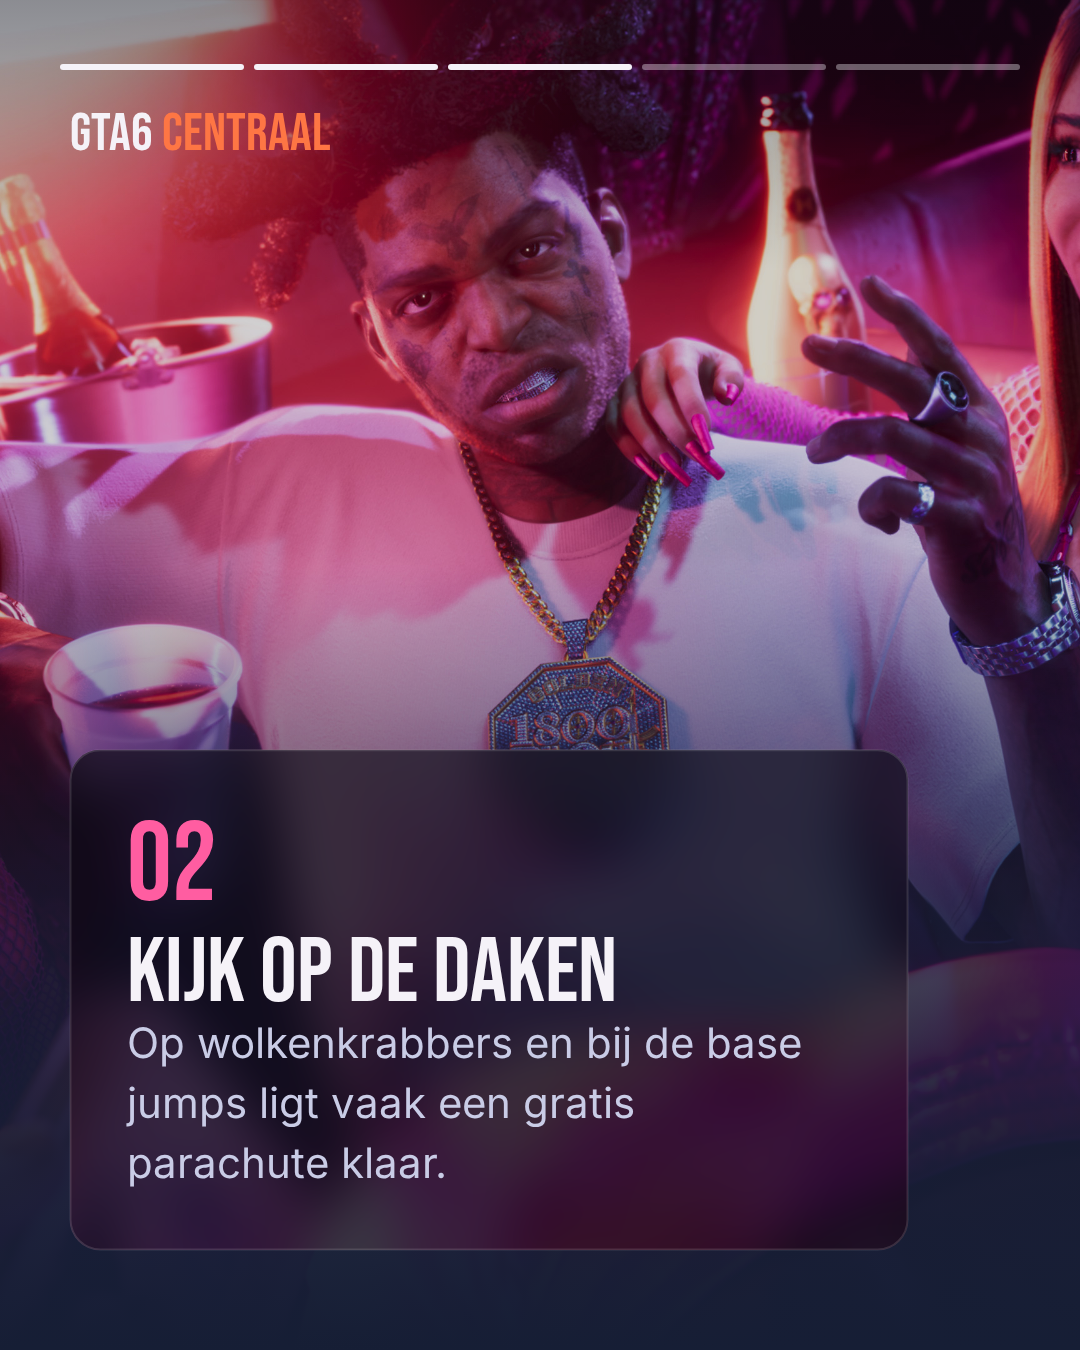 GTA6 CENTRAAL
1800
02
KIJK OP DE DAKEN
Op wolkenkrabbers en bij de base
jumps ligt vaak een gratis
parachute klaar.